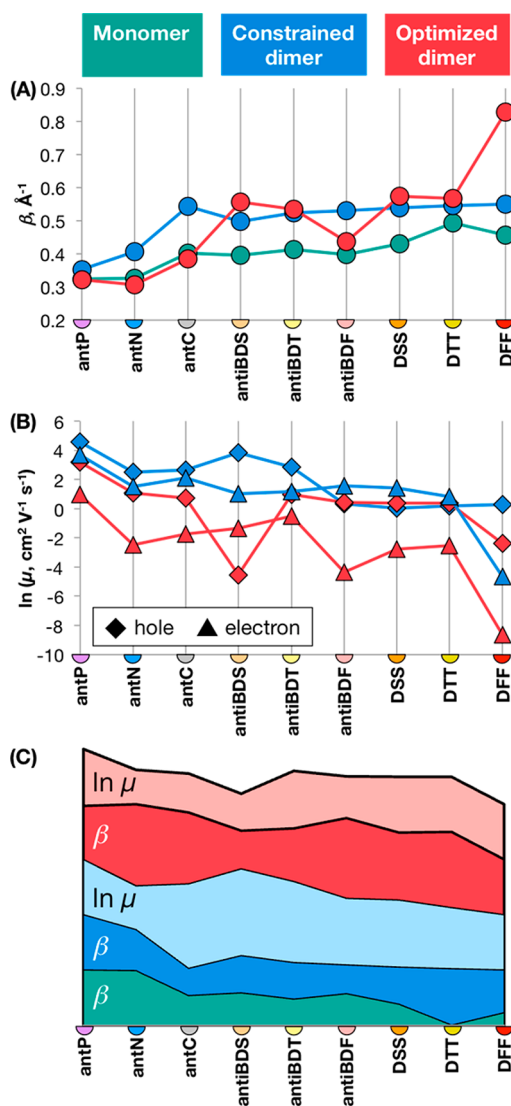 Monomer
Constrained
dimer
Optimized
dimer
(A)
0.9
0.8
0.7
0.6
0.5
0.4
0.3
0.2
β, Å⁻¹
antP
antN
antC
antiBDS
antiBDT
antiBDF
DSS
DTT
DFF
(B)
6
4
2
0
-2
-4
-6
-8
-10
ln (μ, cm² V⁻¹ s⁻¹)
hole
electron
antP
antN
antC
antiBDS
antiBDT
antiBDF
DSS
DTT
DFF
(C)
ln μ
β
ln μ
β
β
antP
antN
antC
antiBDS
antiBDT
antiBDF
DSS
DTT
DFF